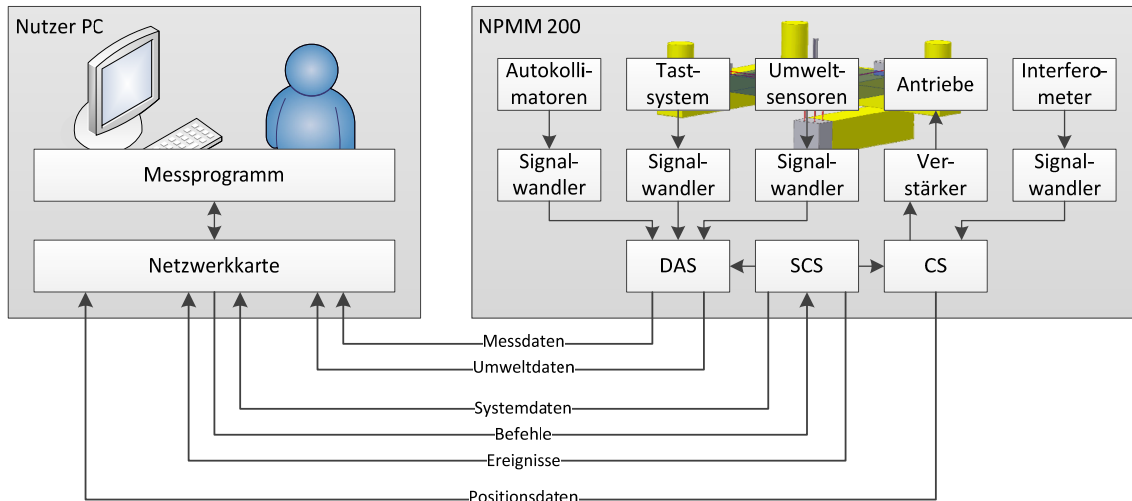 Nutzer PC
Messprogramm
Netzwerkkarte
NPMM 200
Autokolli-
matoren
Tast-
system
Umwelt-
sensoren
Antriebe
Interfero-
meter
Signal-
wandler
Signal-
wandler
Signal-
wandler
Ver-
stärker
Signal-
wandler
DAS
SCS
CS
Messdaten
Umweltdaten
Systemdaten
Befehle
Ereignisse
Positionsdaten